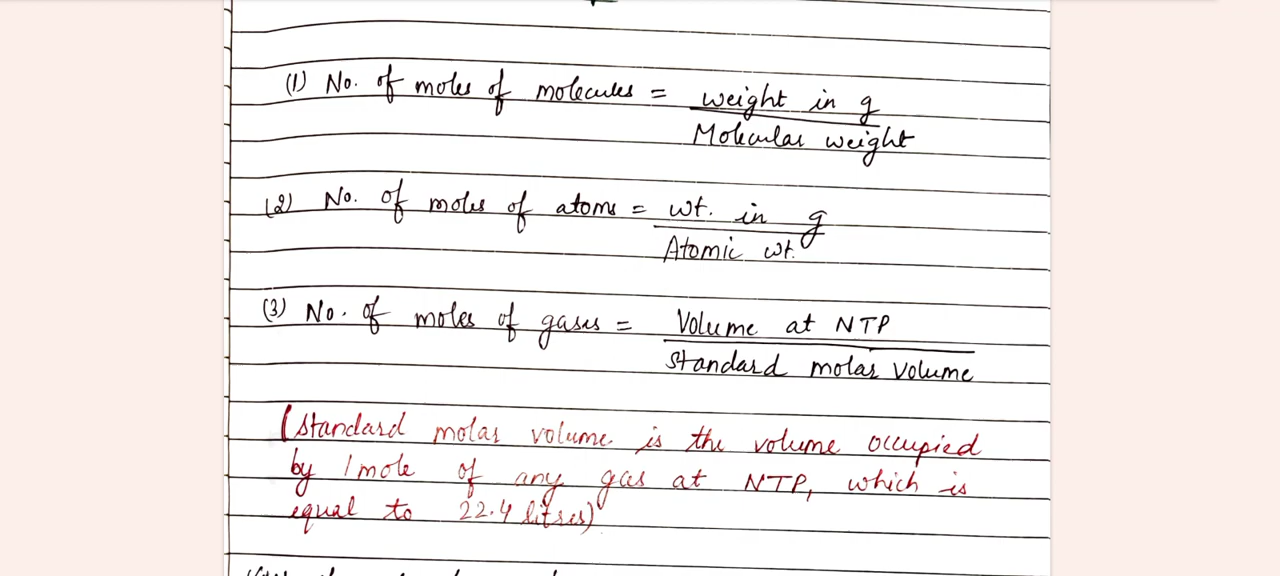 (1) No. of moles of molecules = weight in g
Molecular weight
(2) No. of moles of atoms = wt. in g
Atomic wt.
(3) No. of moles of gases = Volume at NTP
Standard molar volume
(Standard molar volume is the volume occupied
by 1 mole of any gas at NTP, which is
equal to 22.4 litres)